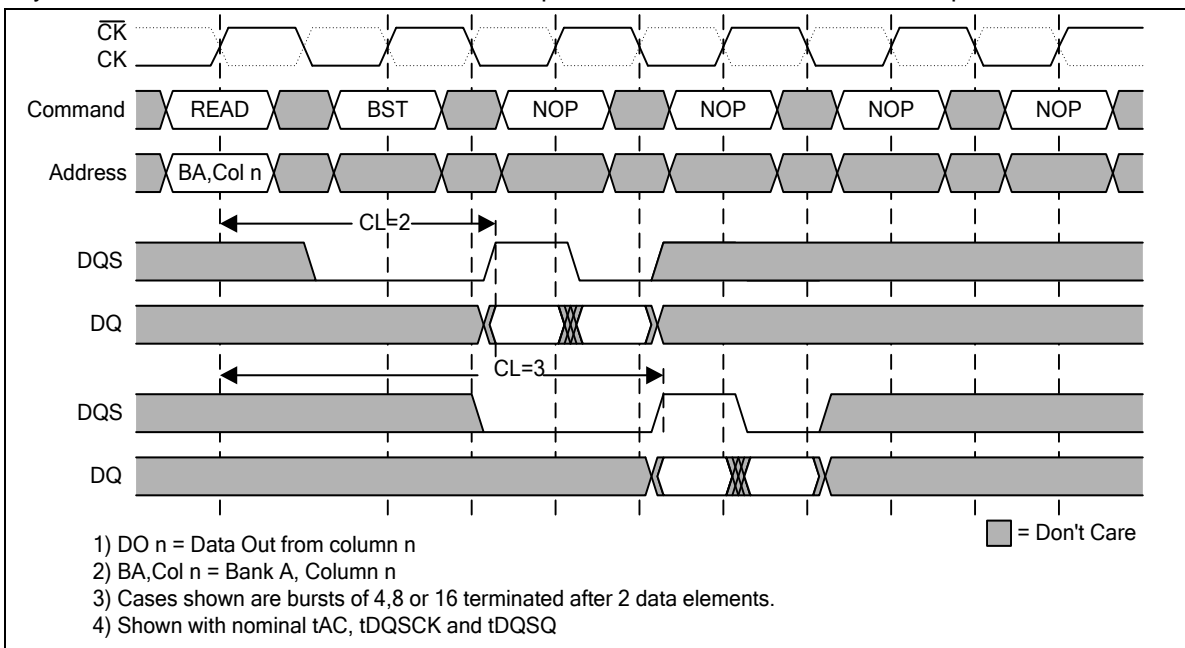 CK
CK
Command READ BST NOP NOP NOP NOP
Address BA,Col n
CL=2
DQS
DQ
CL=3
DQS
DQ
= Don't Care
1) DO n = Data Out from column n
2) BA,Col n = Bank A, Column n
3) Cases shown are bursts of 4,8 or 16 terminated after 2 data elements.
4) Shown with nominal tAC, tDQSCK and tDQSQ